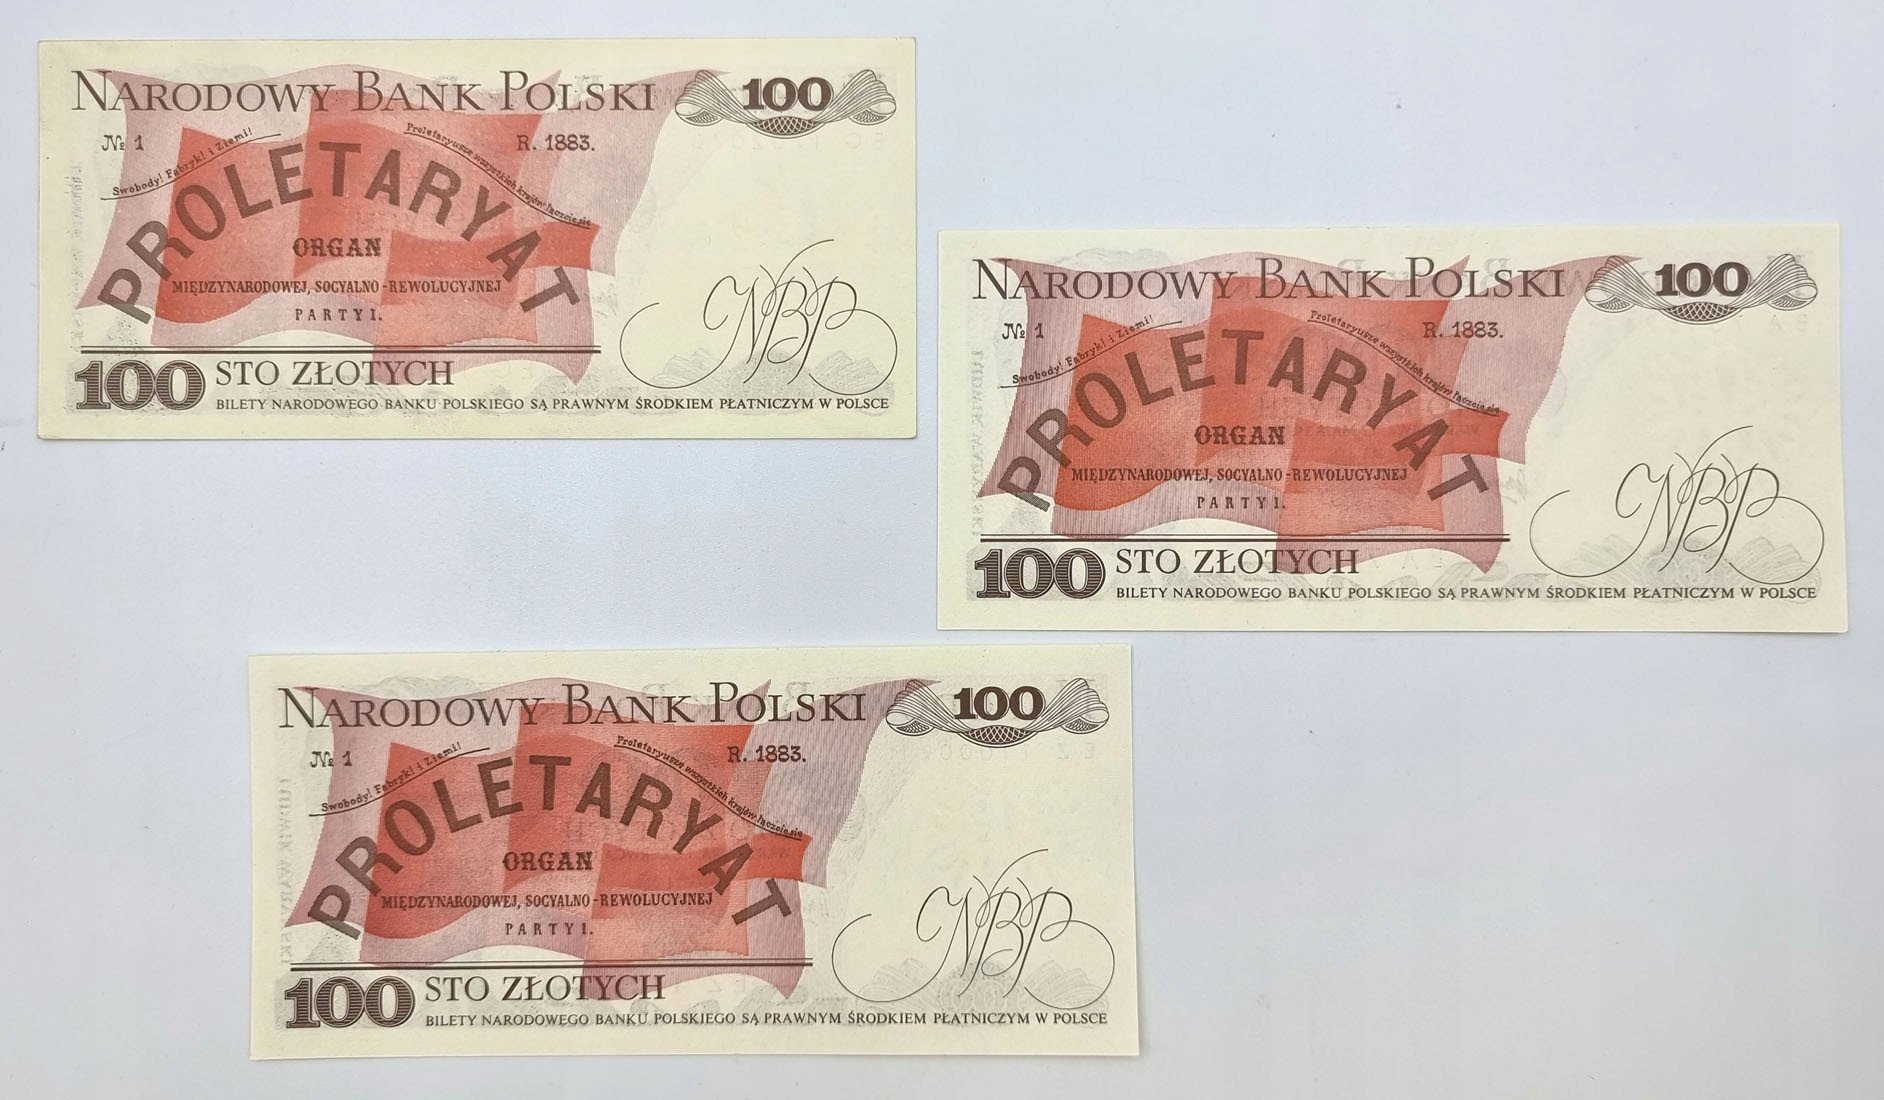 NARODOWY BANK POLSKI 100
№ 1 R. 1883.
Swobody! Fabryk! i Ziemi! Proletaryusze wszystkich krajów łączcie się
PROLETARYAT
ORGAN
MIĘDZYNARODOWEJ, SOCYALNO-REWOLUCYJNEJ
PARTYI.
NBP
100 STO ZŁOTYCH
BILETY NARODOWEGO BANKU POLSKIEGO SĄ PRAWNYM ŚRODKIEM PŁATNICZYM W POLSCE
NARODOWY BANK POLSKI 100
№ 1 R. 1883.
Swobody! Fabryk! i Ziemi! Proletaryusze wszystkich krajów łączcie się
PROLETARYAT
ORGAN
MIĘDZYNARODOWEJ, SOCYALNO-REWOLUCYJNEJ
PARTYI.
NBP
100 STO ZŁOTYCH
BILETY NARODOWEGO BANKU POLSKIEGO SĄ PRAWNYM ŚRODKIEM PŁATNICZYM W POLSCE
NARODOWY BANK POLSKI 100
№ 1 R. 1883.
Swobody! Fabryk! i Ziemi! Proletaryusze wszystkich krajów łączcie się
PROLETARYAT
ORGAN
MIĘDZYNARODOWEJ, SOCYALNO-REWOLUCYJNEJ
PARTYI.
NBP
100 STO ZŁOTYCH
BILETY NARODOWEGO BANKU POLSKIEGO SĄ PRAWNYM ŚRODKIEM PŁATNICZYM W POLSCE